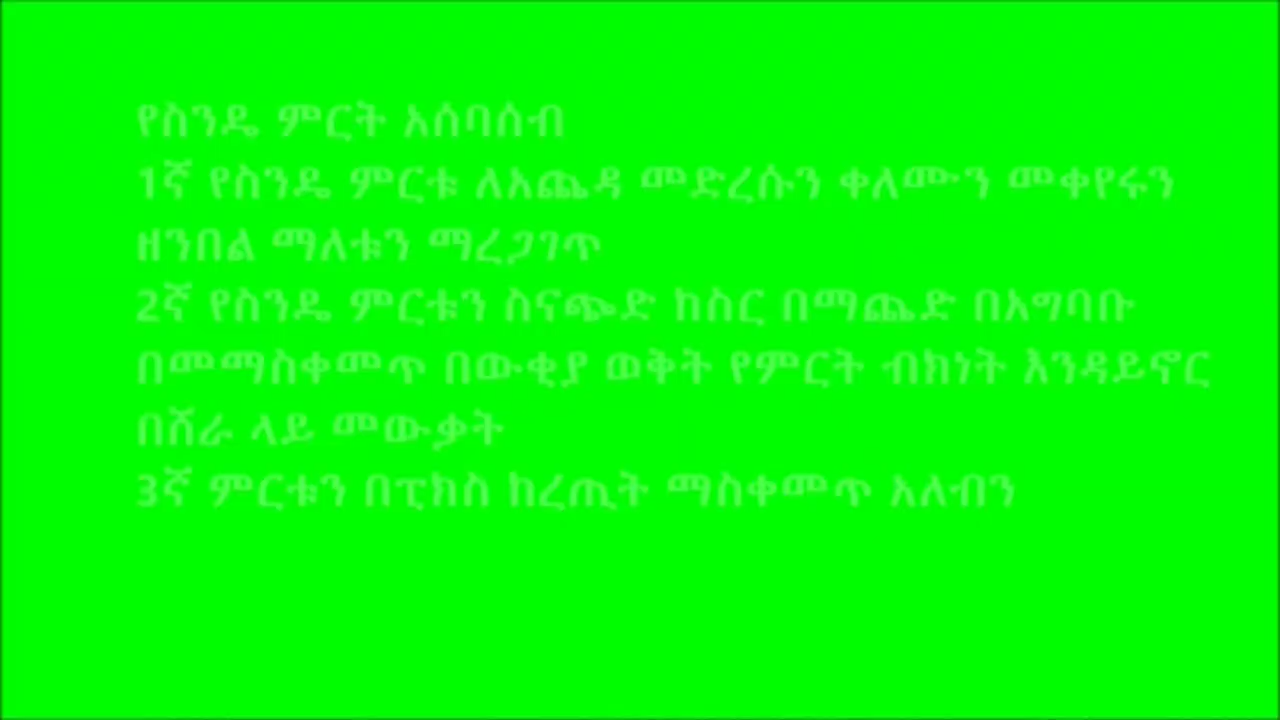 የስንዴ ምርት አሰባሰብ
1ኛ የስንዴ ምርቱ ለአጨዳ መድረሱን ቀለሙን መቀየሩን
ዘንበል ማለቱን ማረጋገጥ
2ኛ የስንዴ ምርቱን ስናጭድ ከስር በማጨድ በአግባቡ
በመማስቀመጥ በውቂያ ወቅት የምርት ብክነት እንዳይኖር
በሸራ ላይ መውቃት
3ኛ ምርቱን በፒክስ ከረጢት ማስቀመጥ አለብን